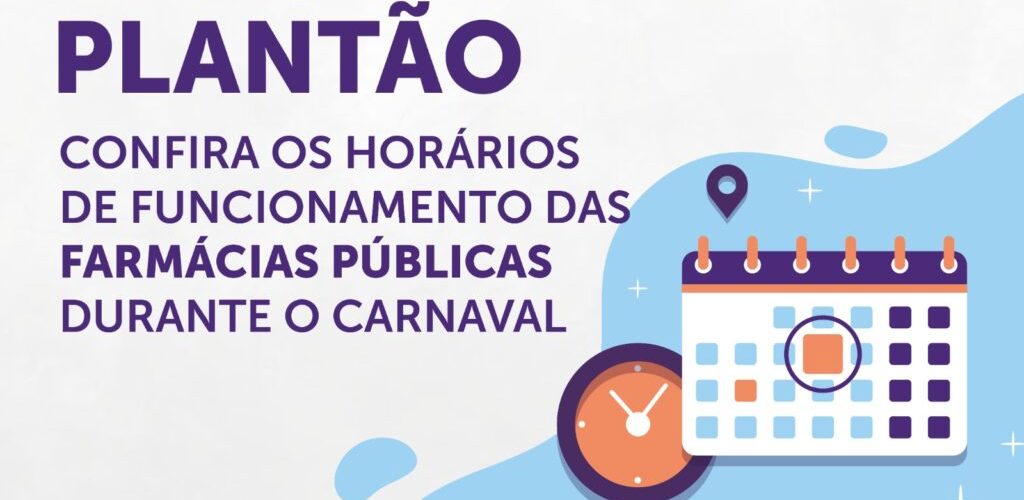 PLANTÃO
CONFIRA OS HORÁRIOS
DE FUNCIONAMENTO DAS
FARMÁCIAS PÚBLICAS
DURANTE O CARNAVAL